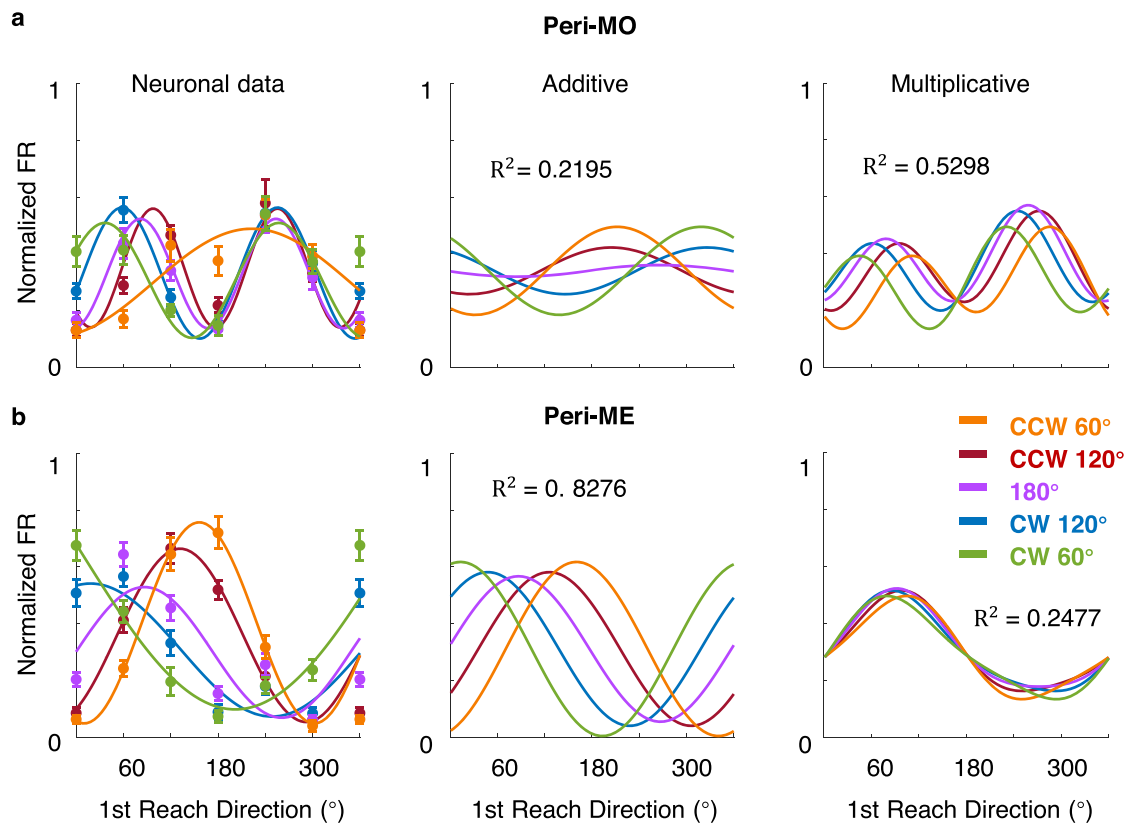 a
Peri-MO
Neuronal data
Additive
Multiplicative
1
1
1
Normalized FR
R² = 0.2195
R² = 0.5298
0
0
0
b
Peri-ME
CCW 60°
CCW 120°
180°
CW 120°
CW 60°
1
1
1
Normalized FR
R² = 0. 8276
R² = 0.2477
0
0
0
60 180 300
60 180 300
60 180 300
1st Reach Direction (°)
1st Reach Direction (°)
1st Reach Direction (°)